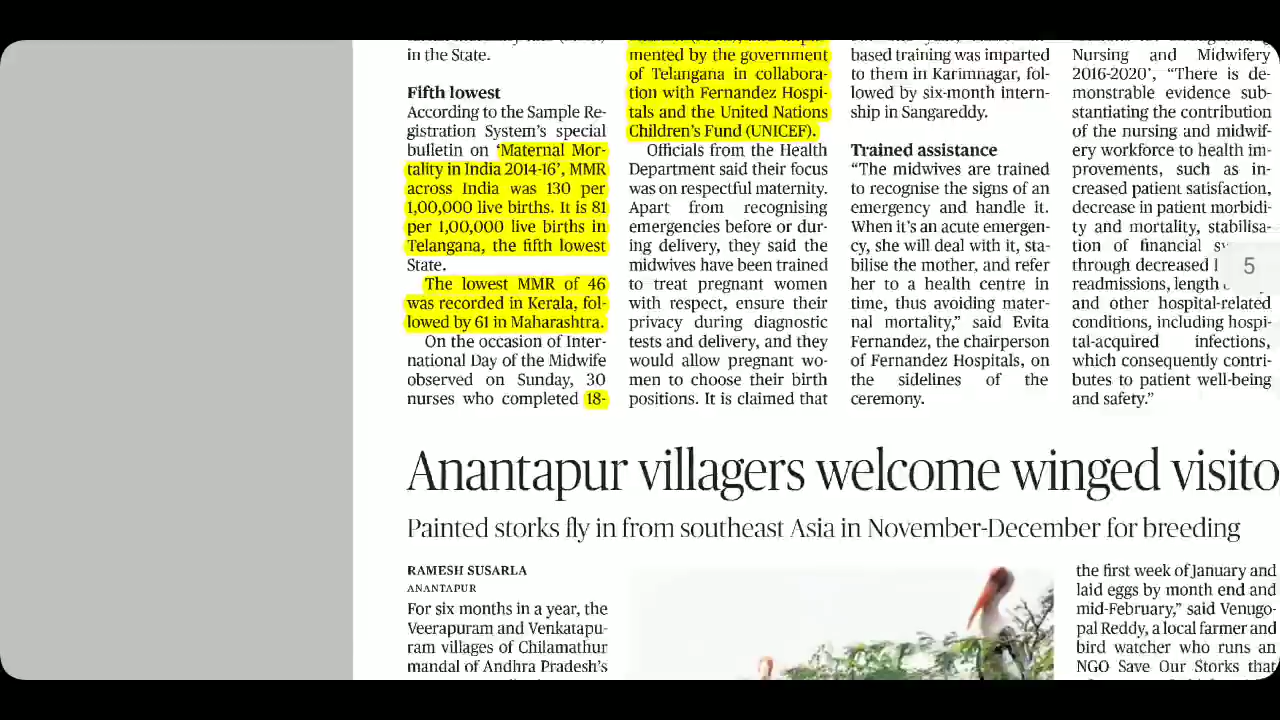 in the State.
Fifth lowest
According to the Sample Re-
gistration System's special
bulletin on 'Maternal Mor-
tality in India 2014-16', MMR
across India was 130 per
1,00,000 live births. It is 81
per 1,00,000 live births in
Telangana, the fifth lowest
State.
The lowest MMR of 46
was recorded in Kerala, fol-
lowed by 61 in Maharashtra.
On the occasion of Inter-
national Day of the Midwife
observed on Sunday, 30
nurses who completed 18-
mented by the government
of Telangana in collabora-
tion with Fernandez Hospi-
tals and the United Nations
Children's Fund (UNICEF).
Officials from the Health
Department said their focus
was on respectful maternity.
Apart from recognising
emergencies before or dur-
ing delivery, they said the
midwives have been trained
to treat pregnant women
with respect, ensure their
privacy during diagnostic
tests and delivery, and they
would allow pregnant wo-
men to choose their birth
positions. It is claimed that
based training was imparted
to them in Karimnagar, fol-
lowed by six-month intern-
ship in Sangareddy.
Trained assistance
"The midwives are trained
to recognise the signs of an
emergency and handle it.
When it's an acute emergen-
cy, she will deal with it, sta-
bilise the mother, and refer
her to a health centre in
time, thus avoiding mater-
nal mortality," said Evita
Fernandez, the chairperson
of Fernandez Hospitals, on
the sidelines of the
ceremony.
Nursing and Midwifery
2016-2020', "There is de-
monstrable evidence sub-
stantiating the contribution
of the nursing and midwif-
ery workforce to health im-
provements, such as in-
creased patient satisfaction,
decrease in patient morbidi-
ty and mortality, stabilisa-
tion of financial
through decreased
readmissions, length
and other hospital-related
conditions, including hospi-
tal-acquired infections,
which consequently contri-
butes to patient well-being
and safety."
5
Anantapur villagers welcome winged visito
Painted storks fly in from southeast Asia in November-December for breeding
RAMESH SUSARLA
ANANTAPUR
For six months in a year, the
Veerapuram and Venkatapu-
ram villages of Chilamathur
mandal of Andhra Pradesh's
the first week of January and
laid eggs by month end and
mid-February," said Venugo-
pal Reddy, a local farmer and
bird watcher who runs an
NGO Save Our Storks that